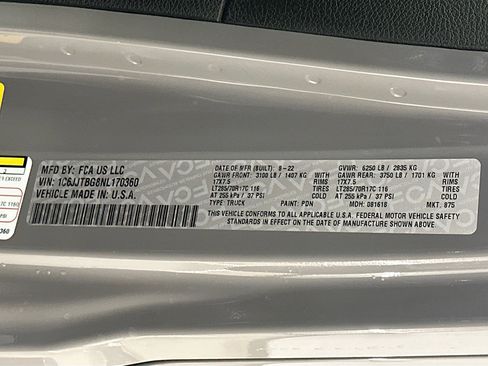 MFD BY: FCA US LLC
VIN: 1C6JJTBG8NL170360
VEHICLE MADE IN U.S.A.
DATE OF MFR (BUILT): 8-22 GVWR: 6250 LB / 2835 KG
GAWR FRONT: 3100 LB / 1407 KG WITH GAWR REAR: 3750 LB / 1701 KG WITH
17X7.5 RIMS 17X7.5 RIMS
LT285/70R17C 116 TIRES LT285/70R17C 116 TIRES
AT 255 kPa / 37 PSI COLD AT 255 kPa / 37 PSI COLD
TYPE: TRUCK PAINT: PDN MDH: 081618 MKT: 875
THIS VEHICLE CONFORMS TO ALL APPLICABLE U.S.A. FEDERAL MOTOR VEHICLE SAFETY
STANDARDS IN EFFECT ON THE DATE OF MANUFACTURE SHOWN ABOVE.